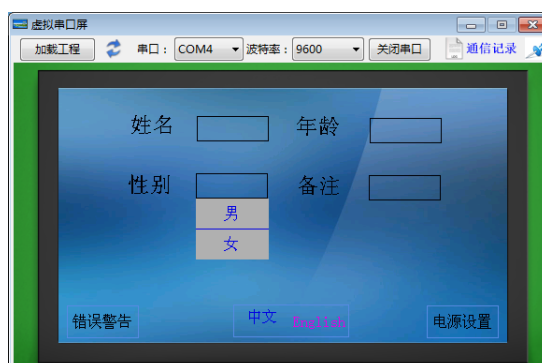 虚拟串口屏
加载工程 串口: COM4 波特率: 9600 关闭串口 通信记录
姓名 年龄
性别 备注
男
女
错误警告 中文 English 电源设置